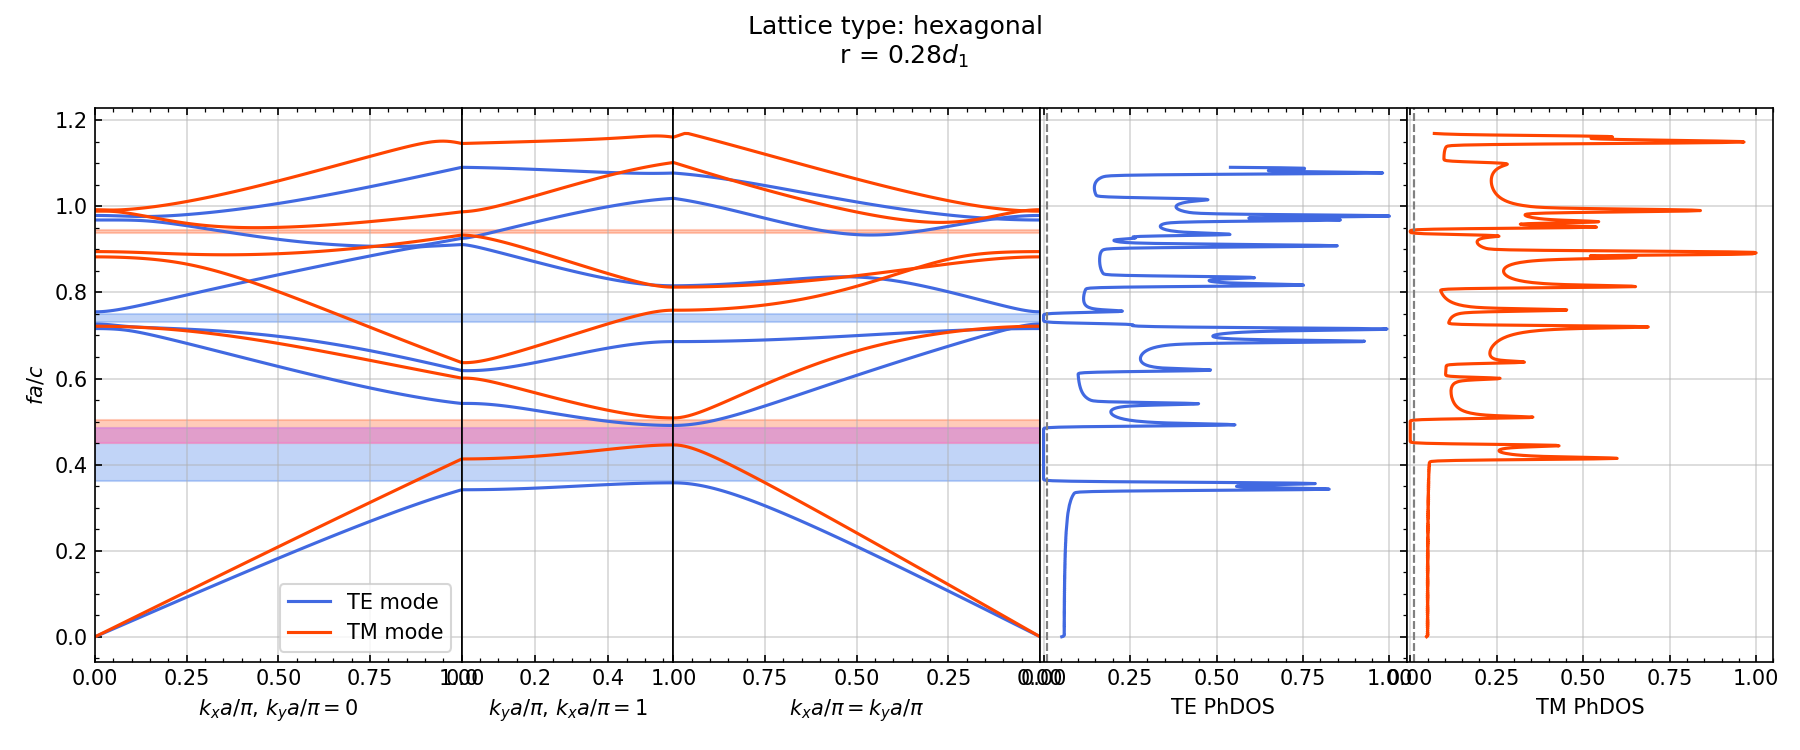 Lattice type: hexagonal
r = 0.28d₁
fa/c
1.2
1.0
0.8
0.6
0.4
0.2
0.0
TE mode
TM mode
0.00 0.25 0.50 0.75 1.00
0.00 0.2 0.4
1.00 0.75 0.50 0.25 0.00
0.00 0.25 0.50 0.75 1.00
0.00 0.25 0.50 0.75 1.00
kₓa/π, k_ya/π = 0
k_ya/π, kₓa/π = 1
kₓa/π = k_ya/π
TE PhDOS
TM PhDOS